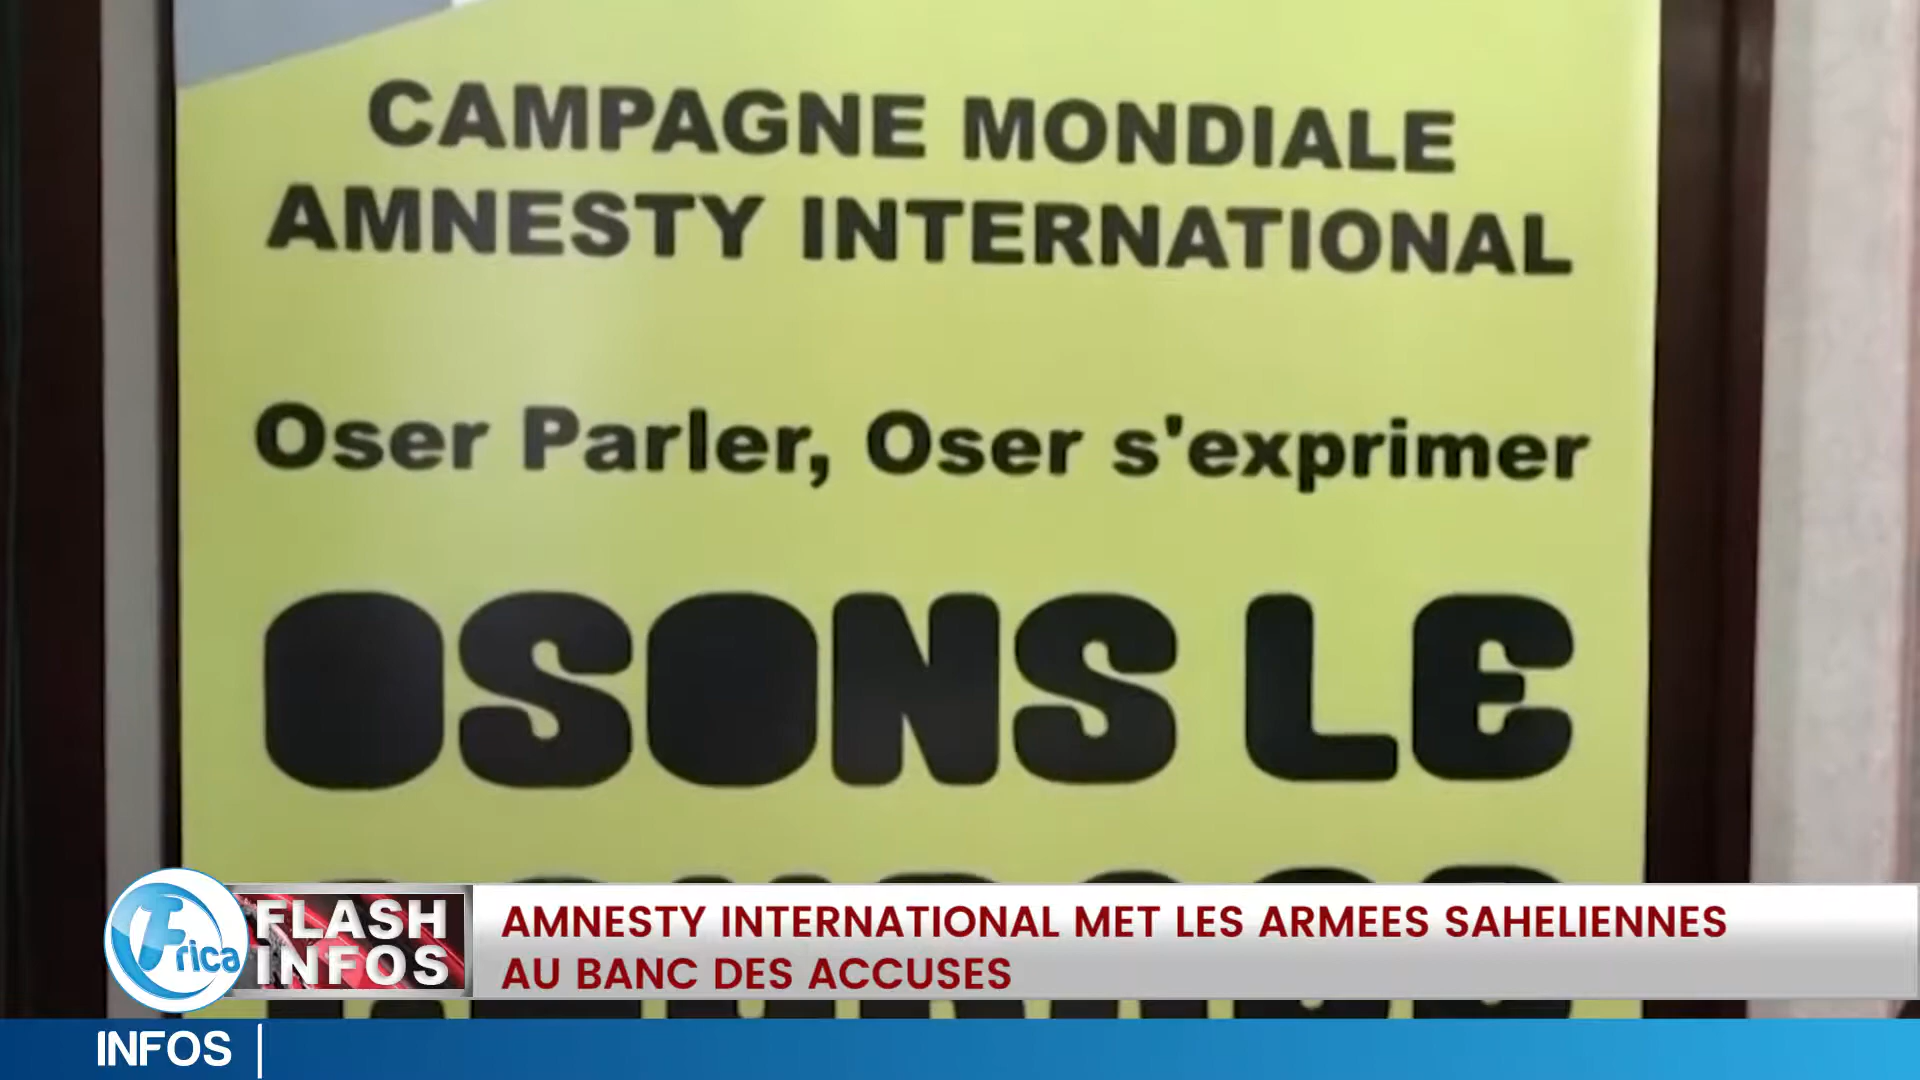 CAMPAGNE MONDIALE
AMNESTY INTERNATIONAL
Oser Parler, Oser s'exprimer
OSONS LE
Frica
FLASH
INFOS
AMNESTY INTERNATIONAL MET LES ARMEES SAHELIENNES
AU BANC DES ACCUSES
INFOS